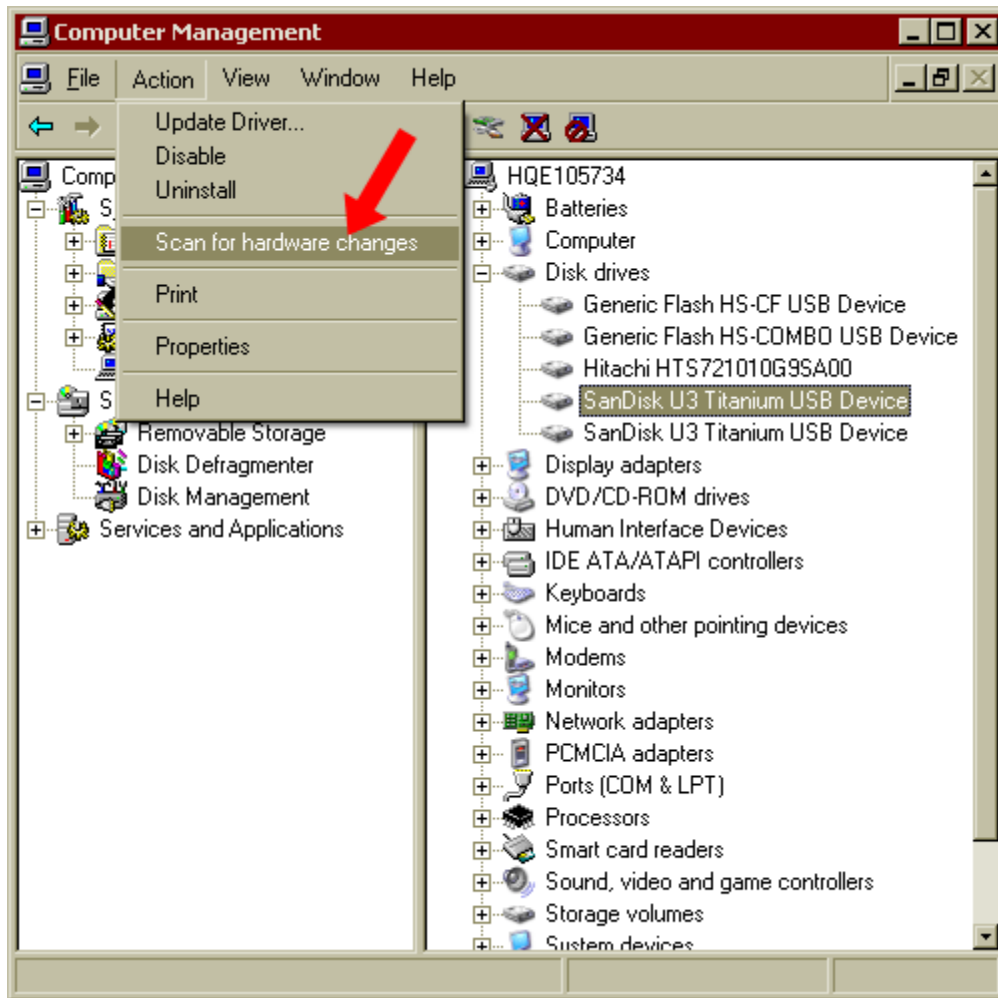 Computer Management
File Action View Window Help
Update Driver...
Disable
Uninstall
Scan for hardware changes
Print
Properties
Help
Comp
S
S
Removable Storage
Disk Defragmenter
Disk Management
Services and Applications
HQE105734
Batteries
Computer
Disk drives
Generic Flash HS-CF USB Device
Generic Flash HS-COMBO USB Device
Hitachi HTS721010G9SA00
SanDisk U3 Titanium USB Device
SanDisk U3 Titanium USB Device
Display adapters
DVD/CD-ROM drives
Human Interface Devices
IDE ATA/ATAPI controllers
Keyboards
Mice and other pointing devices
Modems
Monitors
Network adapters
PCMCIA adapters
Ports (COM & LPT)
Processors
Smart card readers
Sound, video and game controllers
Storage volumes
System devices